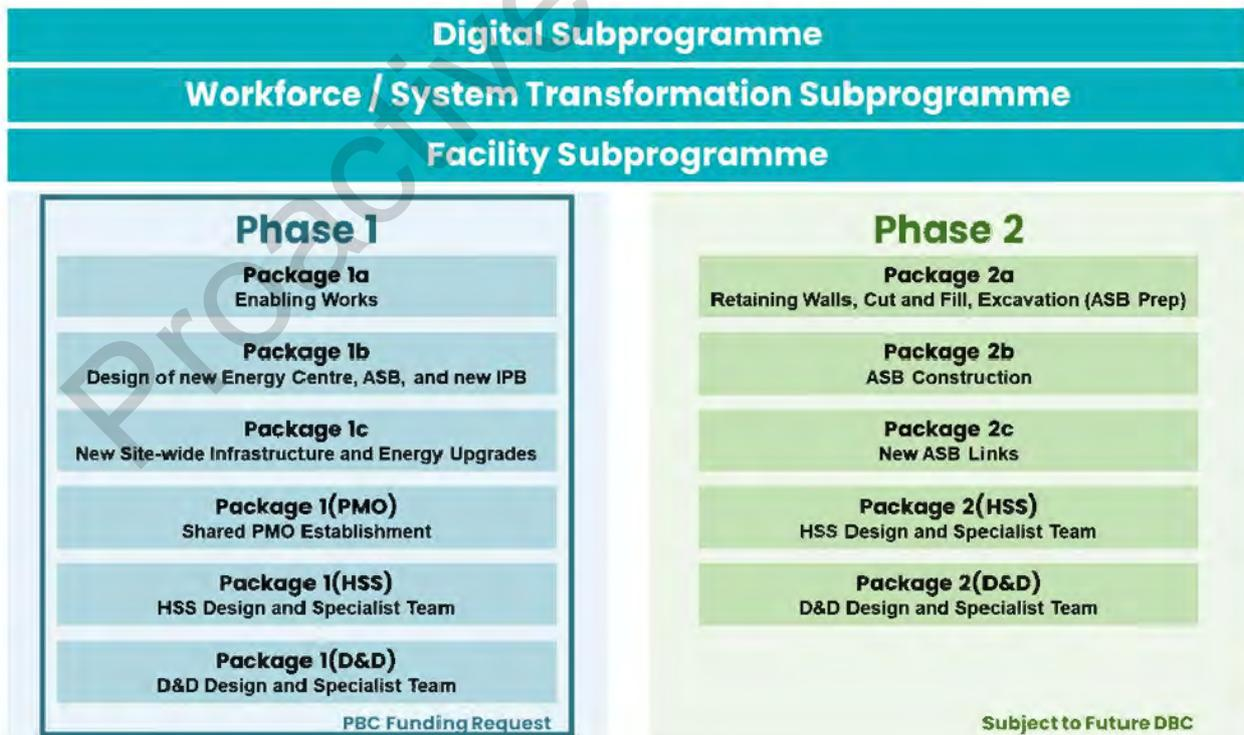 Digital Subprogramme
Workforce / System Transformation Subprogramme
Facility Subprogramme
Phase 1
Package 1a
Enabling Works
Package 1b
Design of new Energy Centre, ASB, and new IPB
Package 1c
New Site-wide Infrastructure and Energy Upgrades
Package 1(PMO)
Shared PMO Establishment
Package 1(HSS)
HSS Design and Specialist Team
Package 1(D&D)
D&D Design and Specialist Team
PBC Funding Request
Phase 2
Package 2a
Retaining Walls, Cut and Fill, Excavation (ASB Prep)
Package 2b
ASB Construction
Package 2c
New ASB Links
Package 2(HSS)
HSS Design and Specialist Team
Package 2(D&D)
D&D Design and Specialist Team
Subject to Future DBC
Proactive